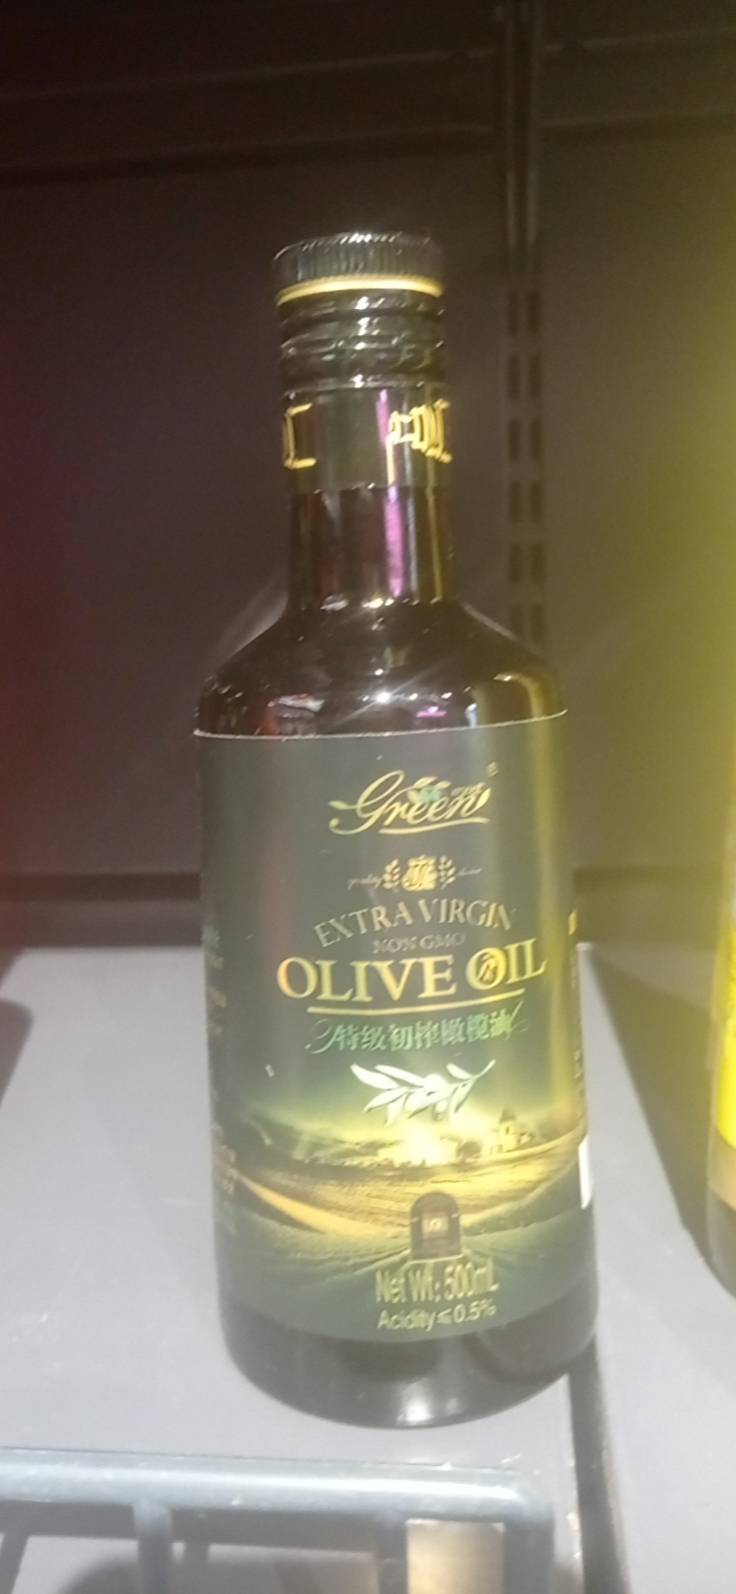 Green
EXTRA VIRGIN
NON GMO
OLIVE OIL
特级初榨橄榄油
Net Wt: 500mL
Acidity≤0.5%